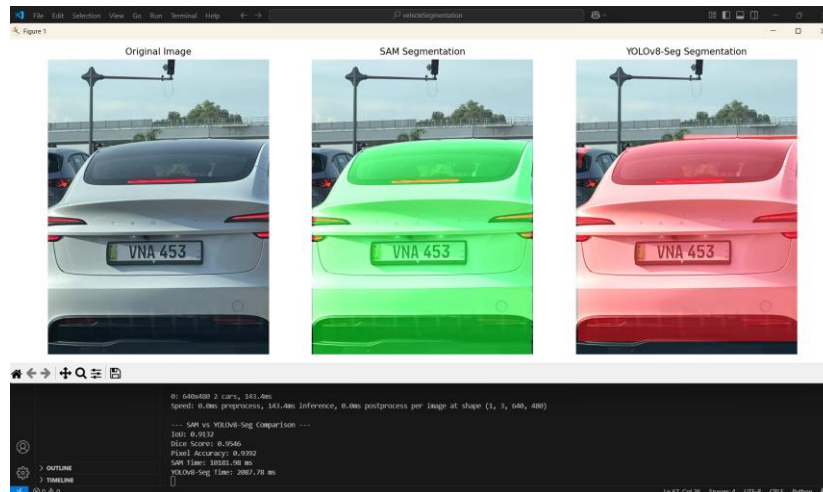 File Edit Selection View Go Run Terminal Help
vehicleSegmentation
Figure 1
Original Image
SAM Segmentation
YOLOv8-Seg Segmentation
VNA 453
VNA 453
VNA 453
0: 640x480 2 cars, 143.4ms
Speed: 0.0ms preprocess, 143.4ms inference, 0.0ms postprocess per image at shape (1, 3, 640, 480)
--- SAM vs YOLOv8-Seg Comparison ---
IoU: 0.9132
Dice Score: 0.9546
Pixel Accuracy: 0.9392
SAM Time: 10181.98 ms
YOLOv8-Seg Time: 2087.78 ms
OUTLINE
TIMELINE